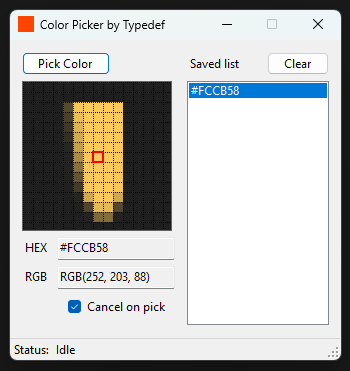 Color Picker by Typedef
Pick Color
Saved list
Clear
#FCCB58
HEX
#FCCB58
RGB
RGB(252, 203, 88)
Cancel on pick
Status: Idle